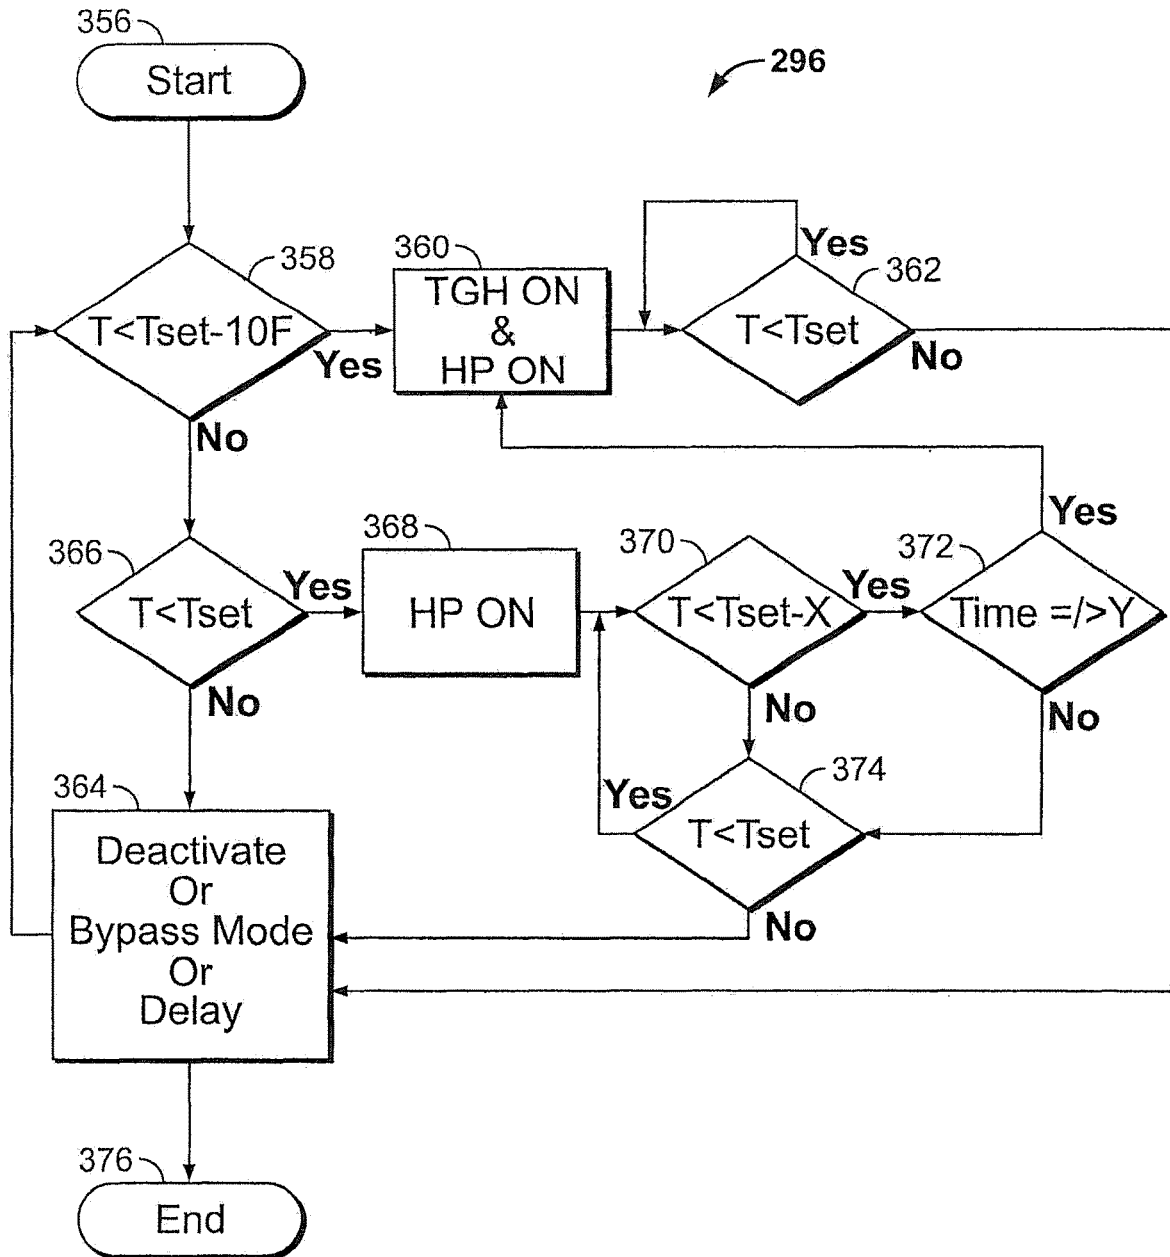 356
Start
296
358
T<Tset-10F
Yes
No
360
TGH ON
&
HP ON
Yes
362
T<Tset
No
366
T<Tset
Yes
No
368
HP ON
370
T<Tset-X
Yes
No
372
Time =/>Y
Yes
No
374
T<Tset
Yes
No
364
Deactivate
Or
Bypass Mode
Or
Delay
376
End